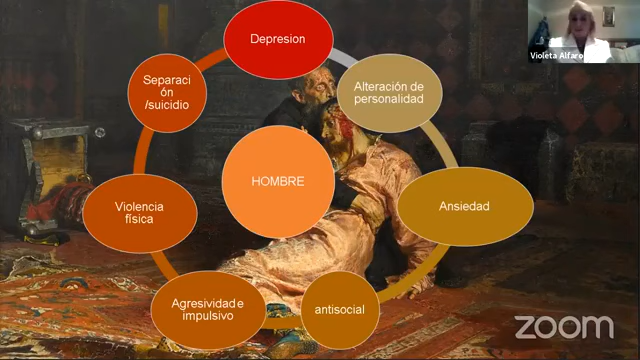 Depresion
Separaci
ón
/suicidio
Alteración de
personalidad
Violeta Alfaro
HOMBRE
Violencia
física
Ansiedad
Agresividad e
impulsivo
antisocial
zoom